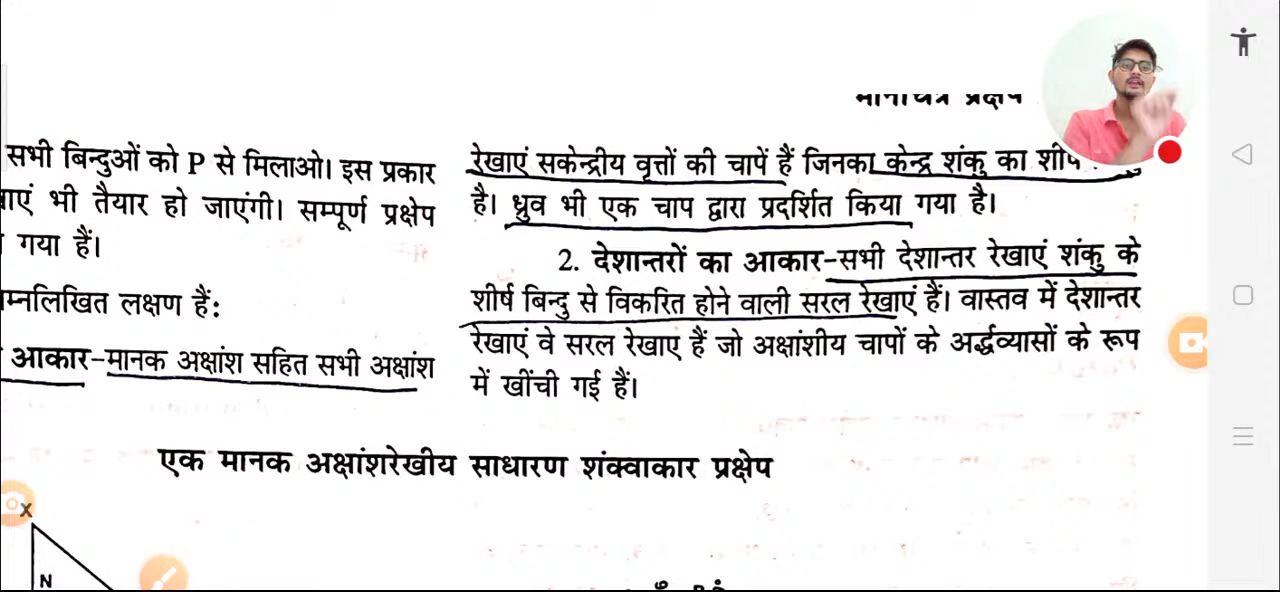 सभी बिन्दुओं को P से मिलाओ। इस प्रकार
भी तैयार हो जाएंगी। सम्पूर्ण प्रक्षेप
गया हैं।
लक्षण हैं:
आकार-मानक अक्षांश सहित सभी अक्षांश
रेखाएं सकेन्द्रीय वृत्तों की चापें हैं जिनका केन्द्र शंकु का
है। ध्रुव भी एक चाप द्वारा प्रदर्शित किया गया है।
2. देशान्तरों का आकार-सभी देशान्तर रेखाएं शंकु के
शीर्ष बिन्दु से विकरित होने वाली सरल रेखाएं हैं। वास्तव में देशान्तर
रेखाएं वे सरल रेखाए हैं जो अक्षांशीय चापों के अर्द्धव्यासों के रूप
में खींची गई हैं।
एक मानक अक्षांशरेखीय साधारण शंक्वाकार प्रक्षेप
X
N